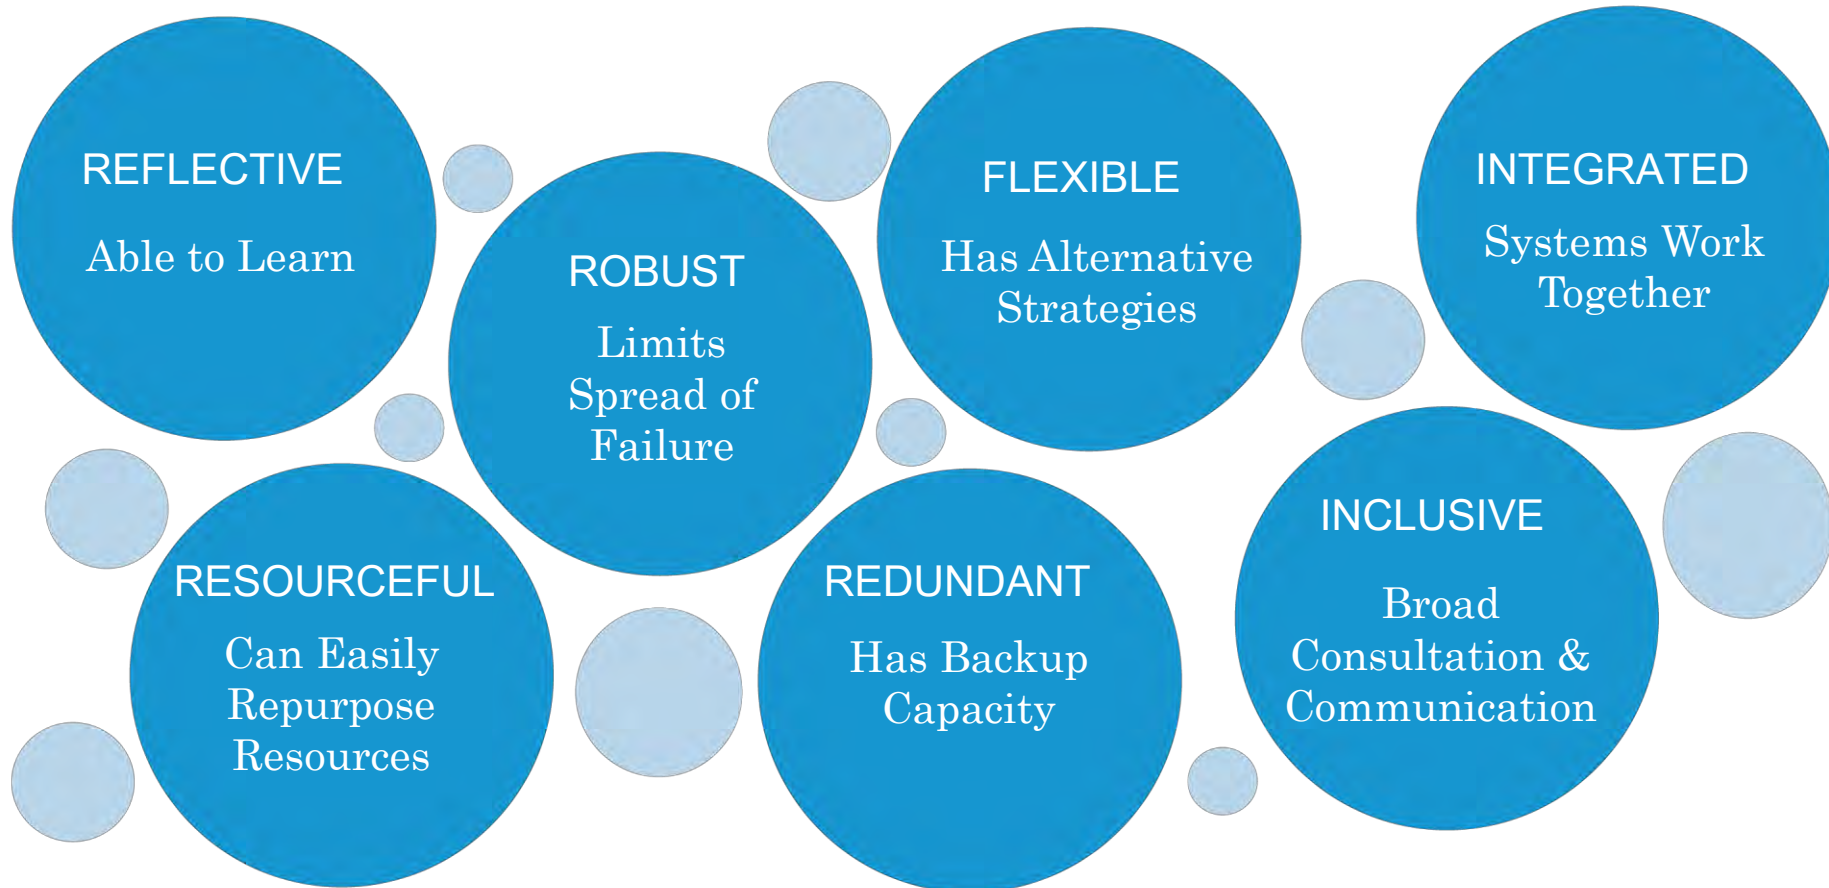 REFLECTIVE
Able to Learn
ROBUST
Limits
Spread of
Failure
FLEXIBLE
Has Alternative
Strategies
INTEGRATED
Systems Work
Together
RESOURCEFUL
Can Easily
Repurpose
Resources
REDUNDANT
Has Backup
Capacity
INCLUSIVE
Broad
Consultation &
Communication